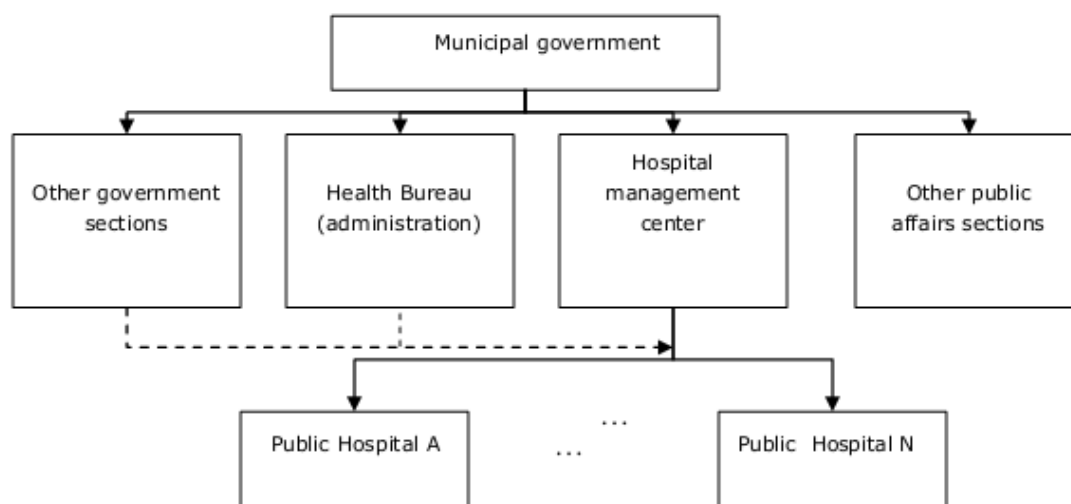 Municipal government
Other government
sections
Health Bureau
(administration)
Hospital
management
center
Other public
affairs sections
Public Hospital A
...
...
Public Hospital N